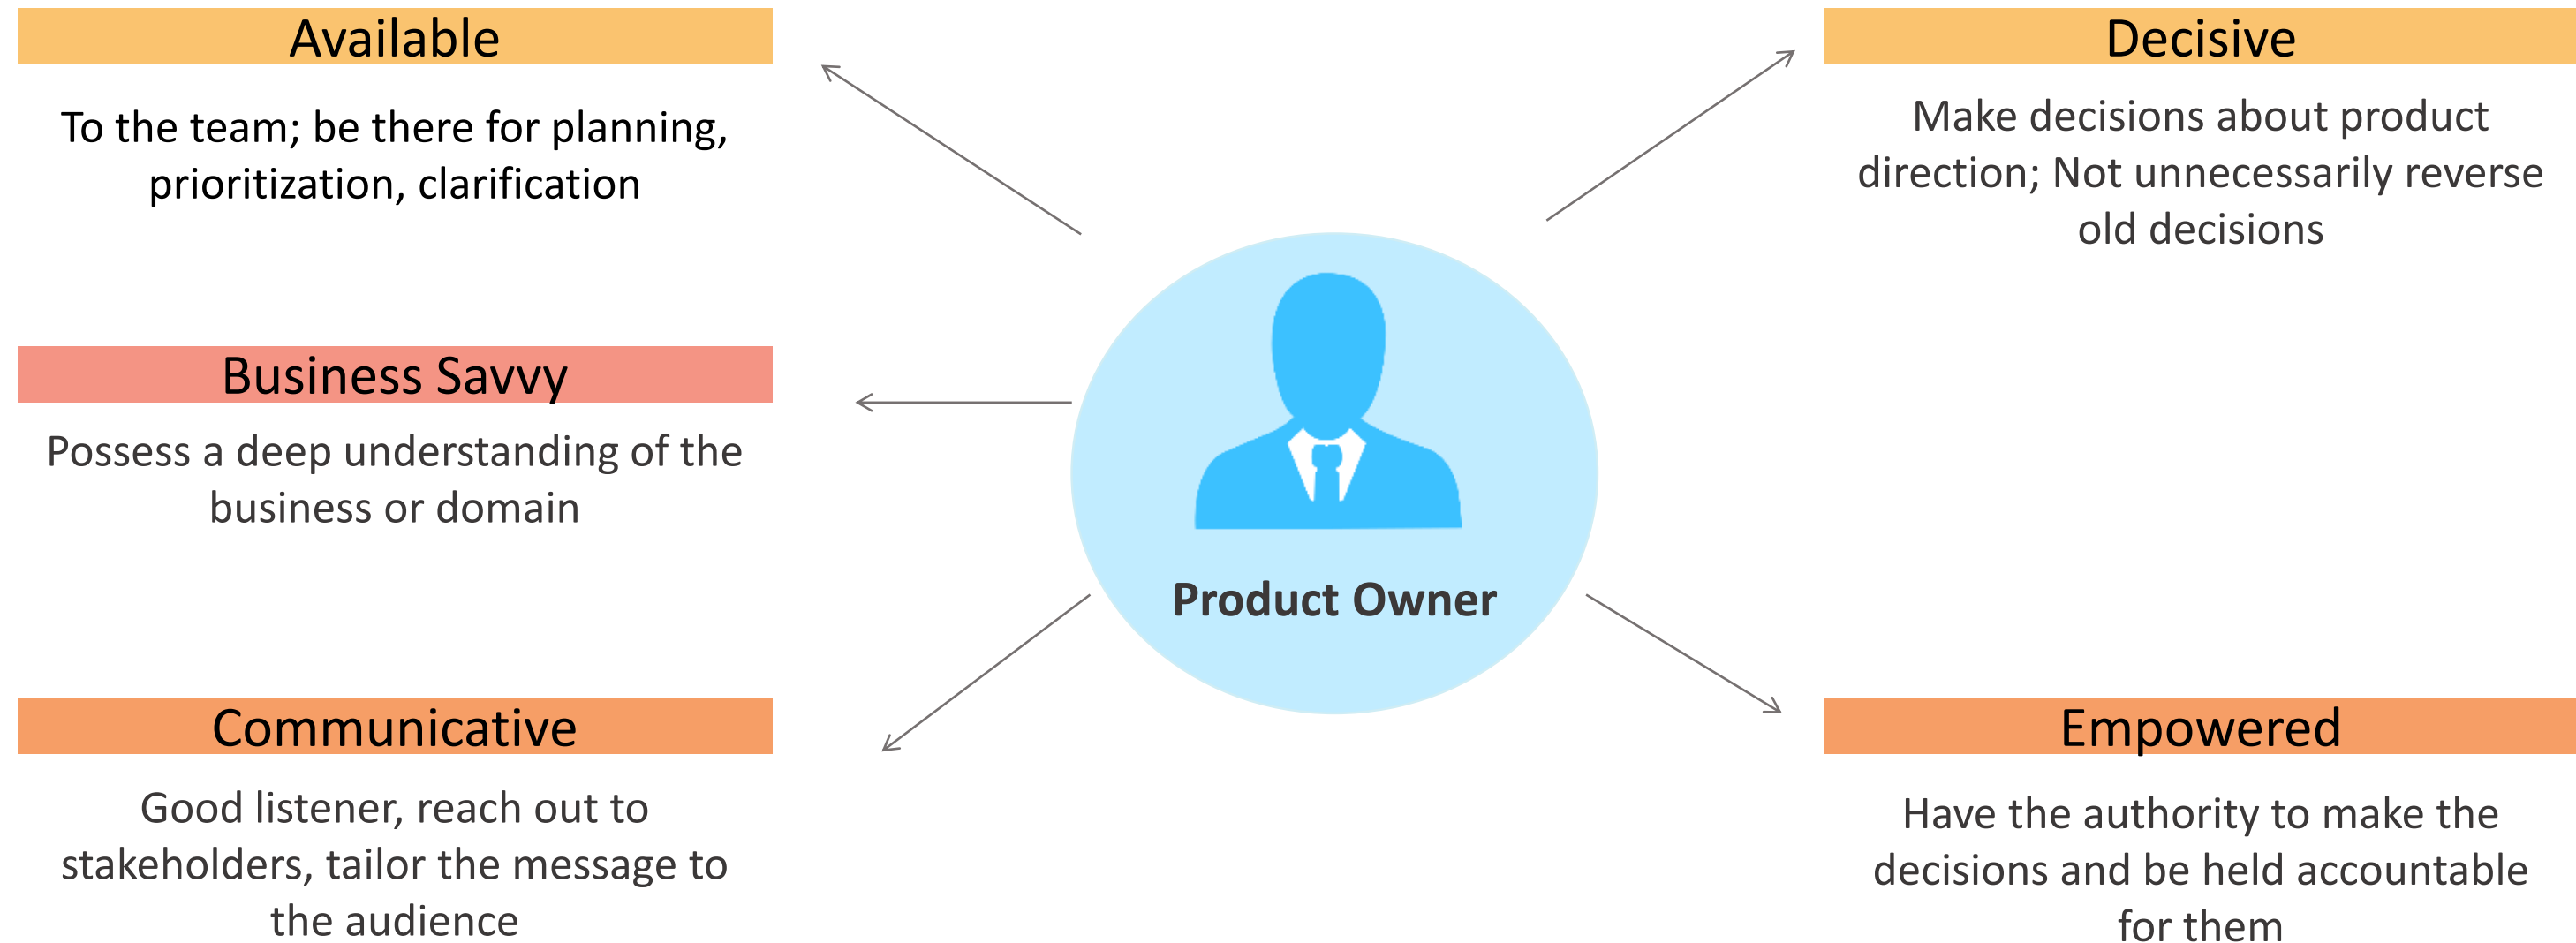 Available
To the team; be there for planning,
prioritization, clarification
Business Savvy
Possess a deep understanding of the
business or domain
Communicative
Good listener, reach out to
stakeholders, tailor the message to
the audience
Product Owner
Decisive
Make decisions about product
direction; Not unnecessarily reverse
old decisions
Empowered
Have the authority to make the
decisions and be held accountable
for them